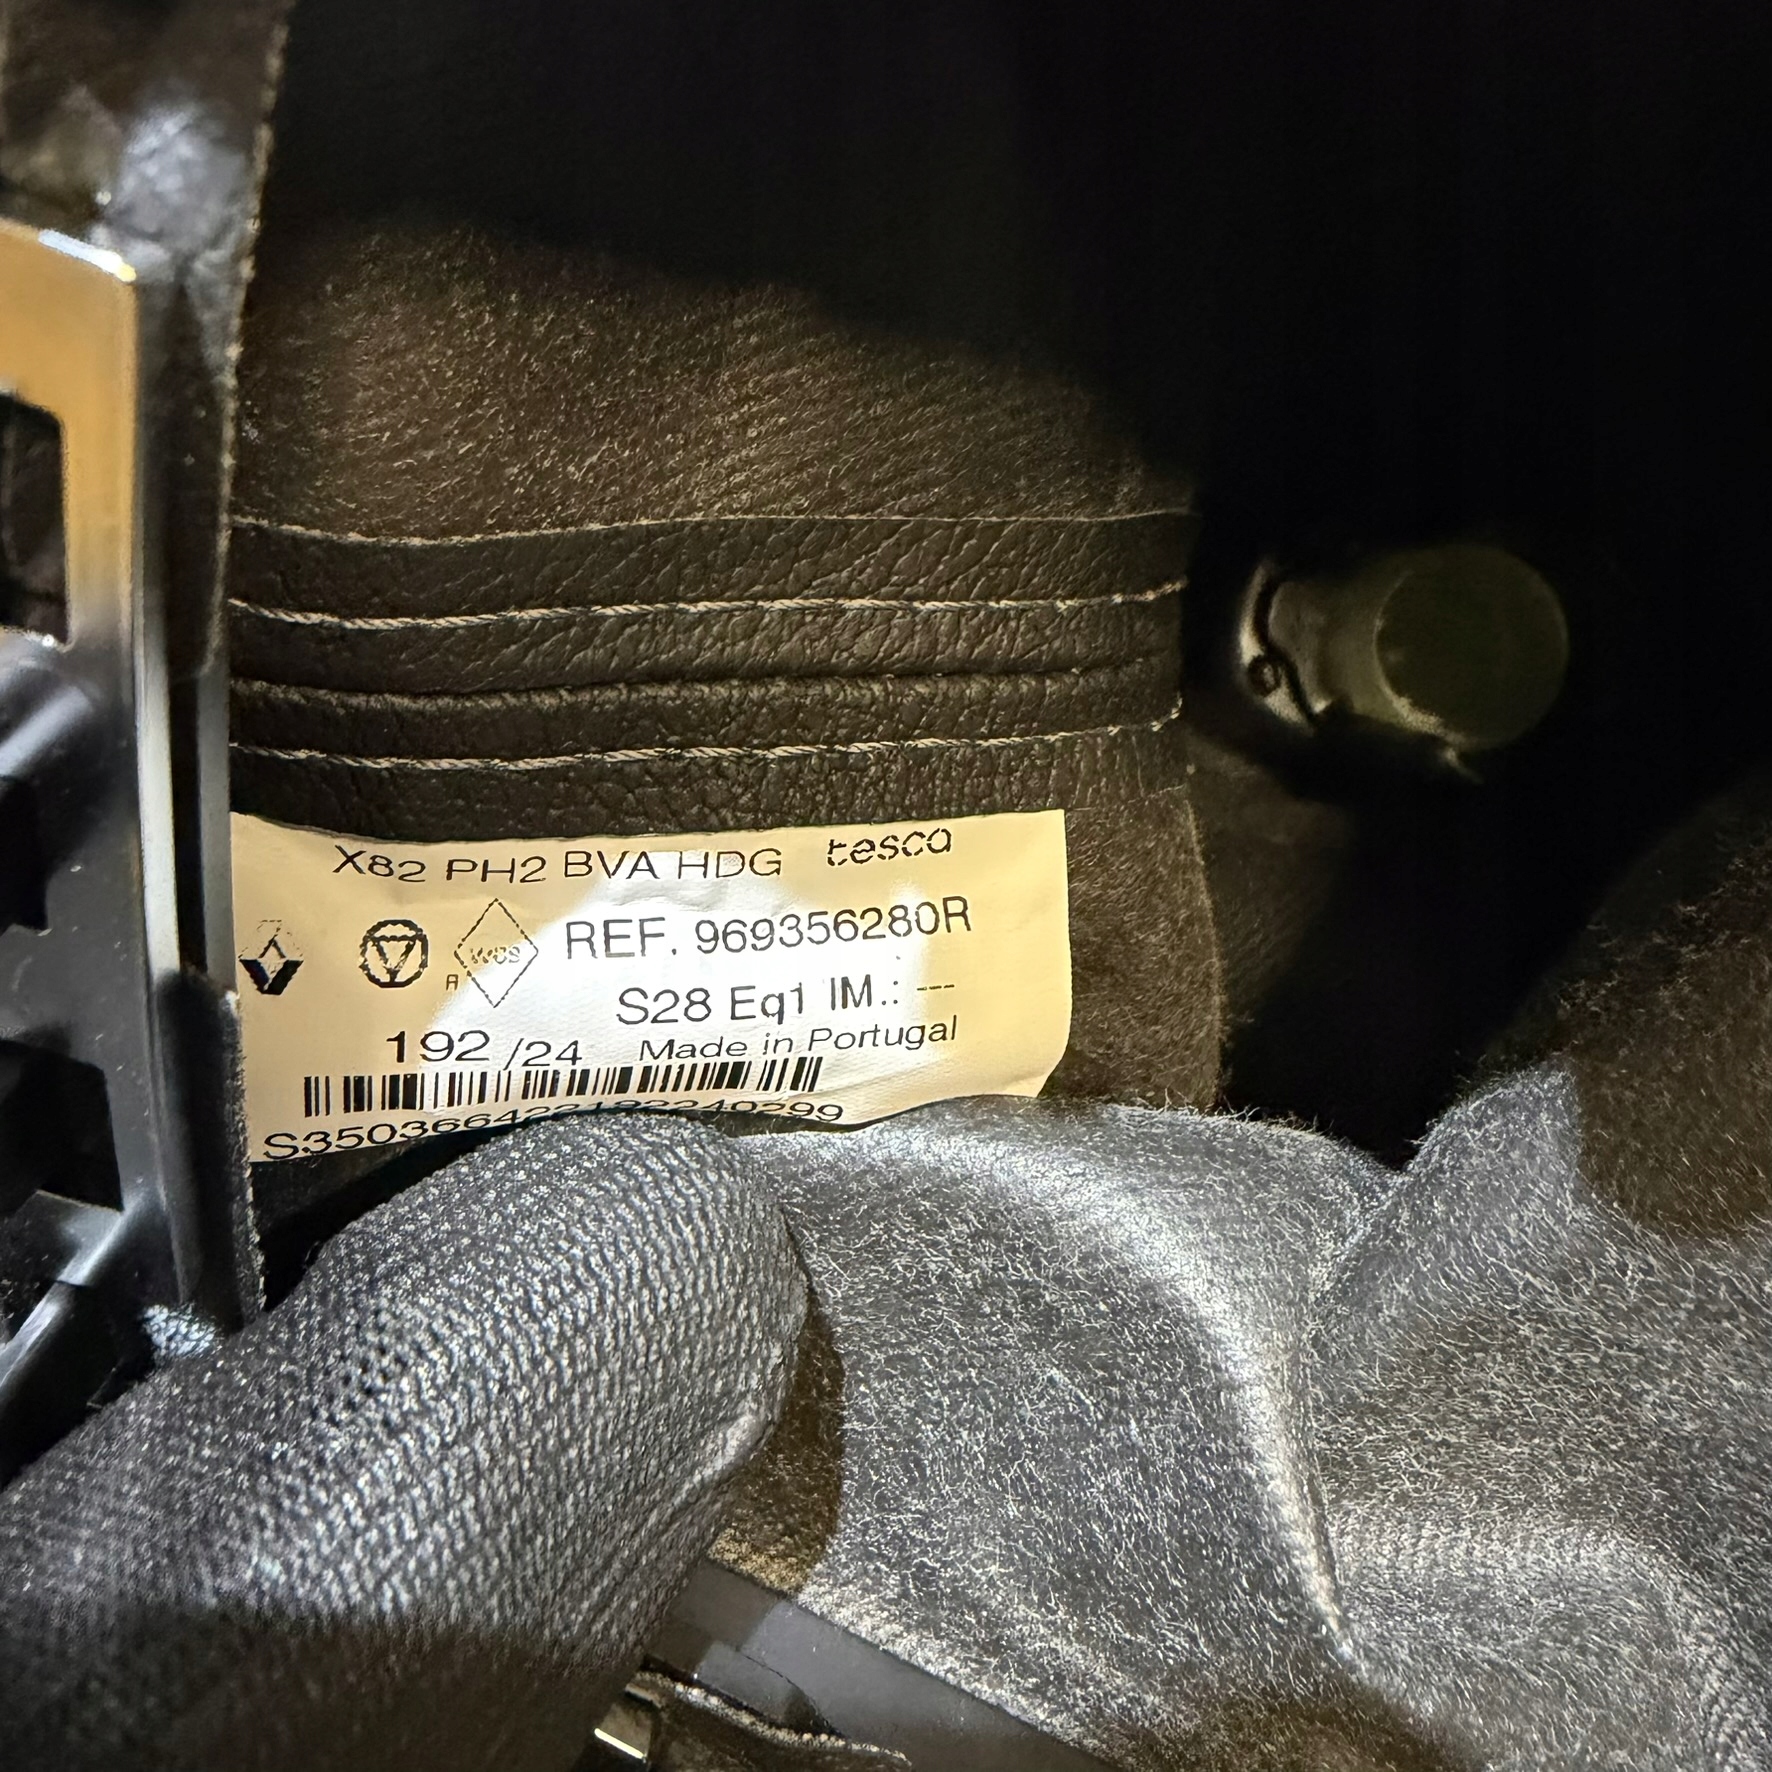 X82 PH2 BVA HDG tesca
REF. 969356280R
A
S28 Eq1 IM.: ---
192/24 Made in Portugal